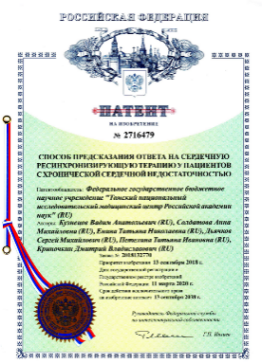 РОССИЙСКАЯ ФЕДЕРАЦИЯ
ПАТЕНТ
НА ИЗОБРЕТЕНИЕ
№ 2716479
СПОСОБ ПРЕДСКАЗАНИЯ ОТВЕТА НА СЕРДЕЧНУЮ
РЕСИНХРОНИЗИРУЮЩУЮ ТЕРАПИЮ У ПАЦИЕНТОВ
С ХРОНИЧЕСКОЙ СЕРДЕЧНОЙ НЕДОСТАТОЧНОСТЬЮ
Патентообладатель: Федеральное государственное бюджетное
научное учреждение "Томский национальный
исследовательский медицинский центр Российской академии
наук" (RU)
Авторы: Кузнецов Вадим Анатольевич (RU), Солдатова Анна
Михайловна (RU), Енина Татьяна Николаевна (RU), Дьячков
Сергей Михайлович (RU), Петелина Татьяна Ивановна (RU),
Криночкин Дмитрий Владиславович (RU)
Заявка № 2018132770
Приоритет изобретения 13 сентября 2018 г.
Дата государственной регистрации в
Государственном реестре изобретений
Российской Федерации 11 марта 2020 г.
Срок действия исключительного права
на изобретение истекает 13 сентября 2038 г.
Руководитель Федеральной службы
по интеллектуальной собственности
Г.П. Ивлиев